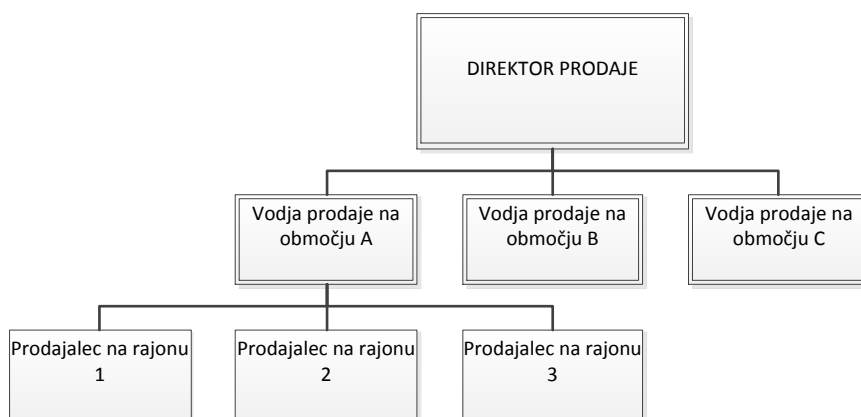 DIREKTOR PRODAJE
Vodja prodaje na
območju A
Vodja prodaje na
območju B
Vodja prodaje na
območju C
Prodajalec na rajonu
1
Prodajalec na rajonu
2
Prodajalec na rajonu
3